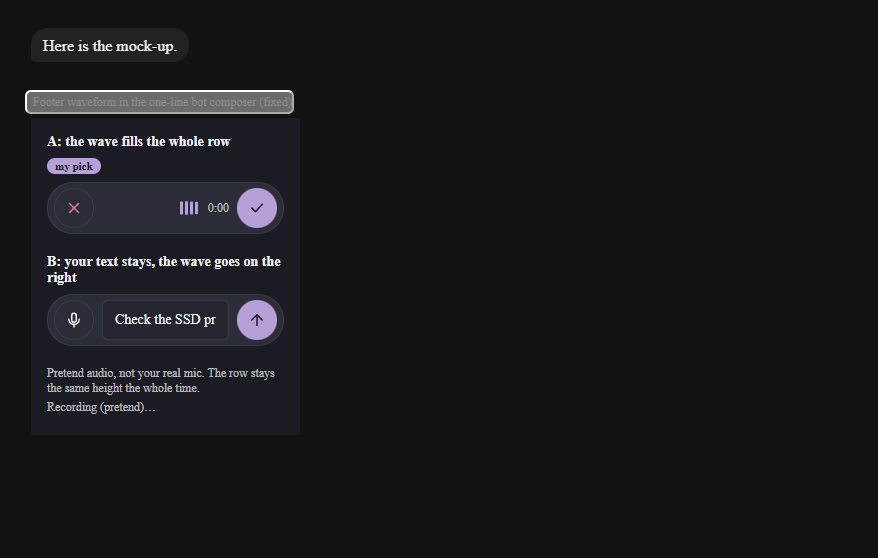 Here is the mock-up.
Footer waveform in the one-line bot composer (fixed)
A: the wave fills the whole row
my pick
0:00
B: your text stays, the wave goes on the
right
Check the SSD pr
Pretend audio, not your real mic. The row stays
the same height the whole time.
Recording (pretend)…